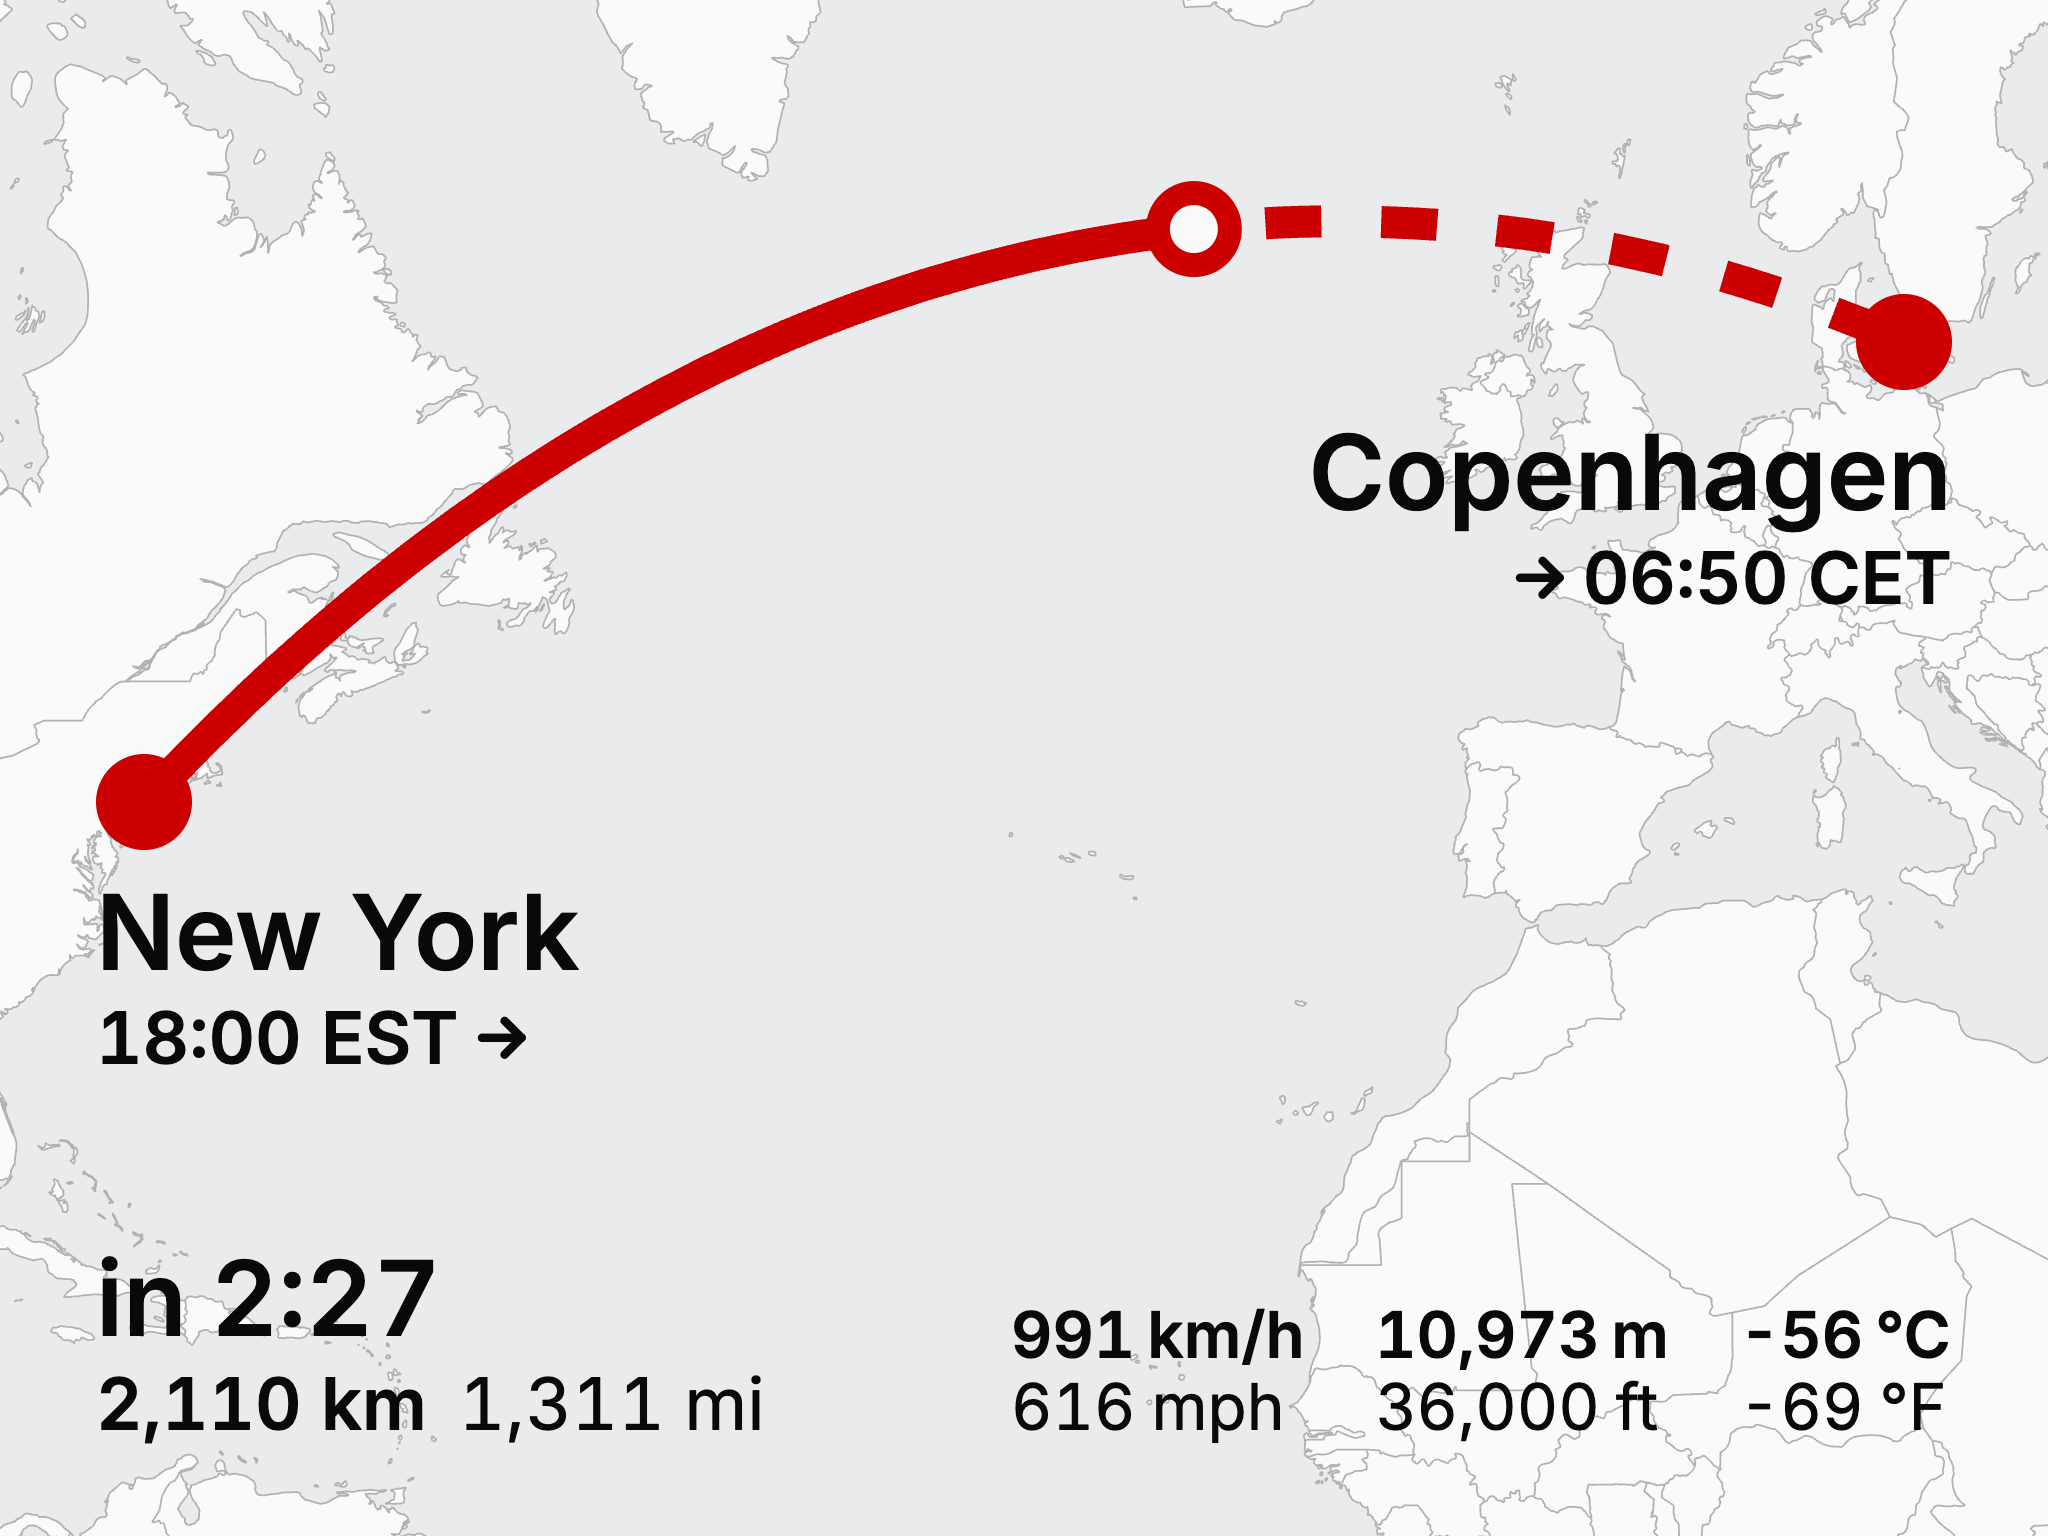 Copenhagen
→ 06:50 CET
New York
18:00 EST →
in 2:27
2,110 km 1,311 mi
991 km/h 10,973 m -56 °C
616 mph 36,000 ft -69 °F